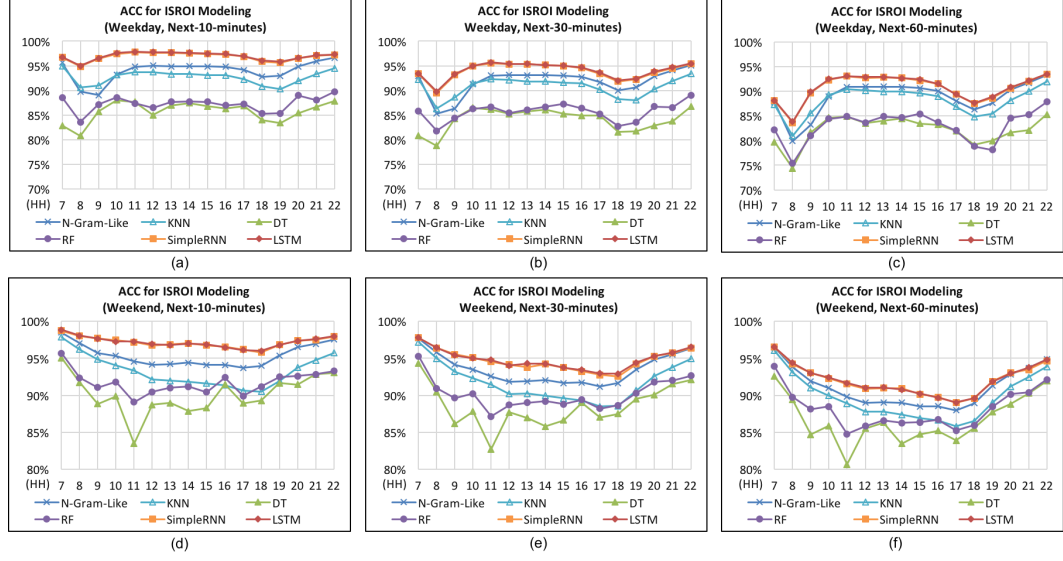 ACC for ISROI Modeling
(Weekday, Next-10-minutes)
100%
95%
90%
85%
80%
75%
70%
(HH) 7 8 9 10 11 12 13 14 15 16 17 18 19 20 21 22
N-Gram-Like KNN DT
RF SimpleRNN LSTM
(a)
ACC for ISROI Modeling
(Weekday, Next-30-minutes)
100%
95%
90%
85%
80%
75%
70%
(HH) 7 8 9 10 11 12 13 14 15 16 17 18 19 20 21 22
N-Gram-Like KNN DT
RF SimpleRNN LSTM
(b)
ACC for ISROI Modeling
(Weekday, Next-60-minutes)
100%
95%
90%
85%
80%
75%
70%
(HH) 7 8 9 10 11 12 13 14 15 16 17 18 19 20 21 22
N-Gram-Like KNN DT
RF SimpleRNN LSTM
(c)
ACC for ISROI Modeling
(Weekend, Next-10-minutes)
100%
95%
90%
85%
80%
(HH) 7 8 9 10 11 12 13 14 15 16 17 18 19 20 21 22
N-Gram-Like KNN DT
RF SimpleRNN LSTM
(d)
ACC for ISROI Modeling
Weekend, Next-30-minutes)
100%
95%
90%
85%
80%
(HH) 7 8 9 10 11 12 13 14 15 16 17 18 19 20 21 22
N-Gram-Like KNN DT
RF SimpleRNN LSTM
(e)
ACC for ISROI Modeling
(Weekend, Next-60-minutes)
100%
95%
90%
85%
80%
(HH) 7 8 9 10 11 12 13 14 15 16 17 18 19 20 21 22
N-Gram-Like KNN DT
RF SimpleRNN LSTM
(f)